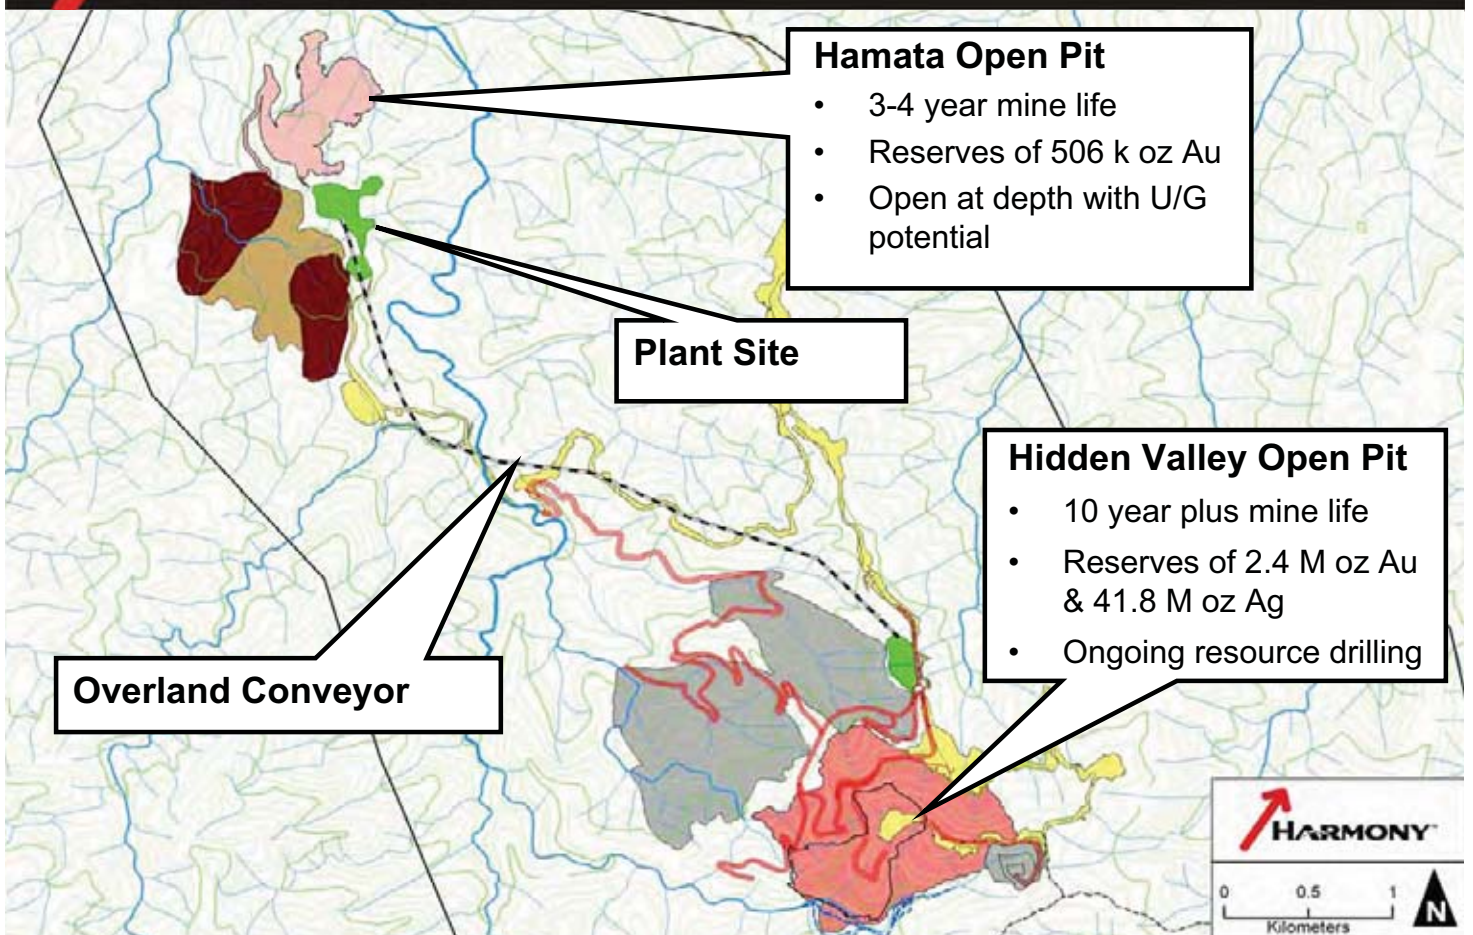 Hamata Open Pit
• 3-4 year mine life
• Reserves of 506 k oz Au
• Open at depth with U/G
potential
Plant Site
Hidden Valley Open Pit
• 10 year plus mine life
• Reserves of 2.4 M oz Au
& 41.8 M oz Ag
• Ongoing resource drilling
Overland Conveyor
HARMONY
0 0.5 1
Kilometers
N